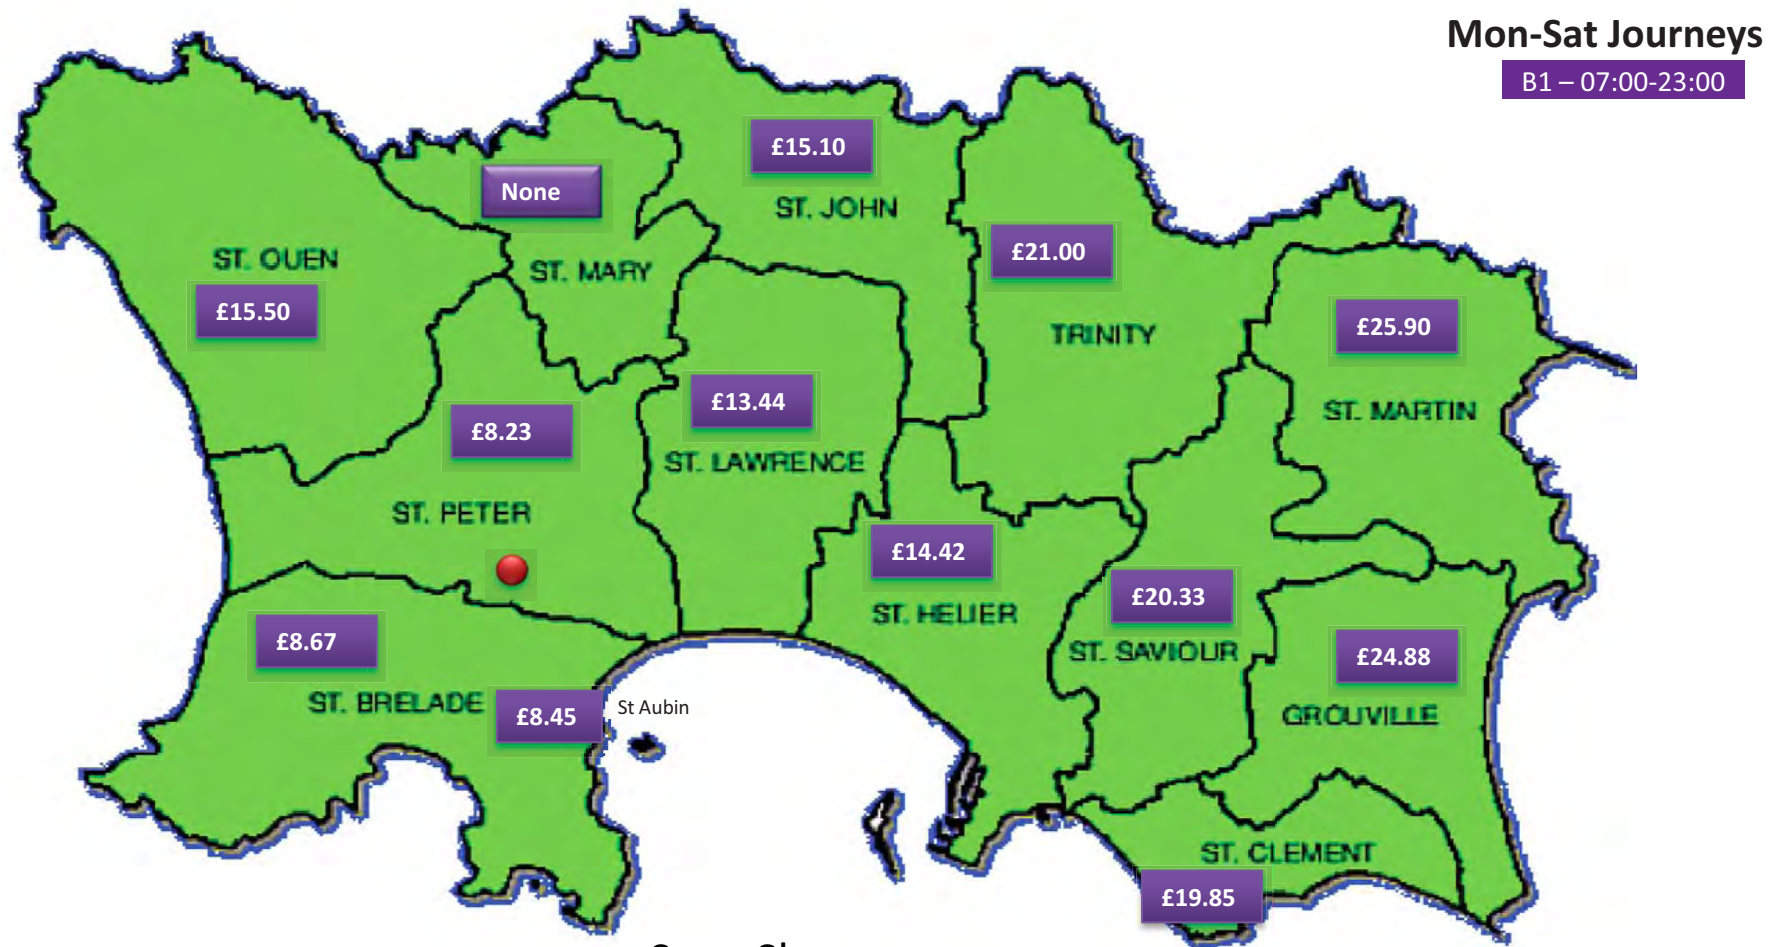 Mon-Sat Journeys
B1 – 07:00-23:00
£15.10
None
ST. JOHN
£21.00
ST. OUEN
ST. MARY
£15.50
£25.90
TRINITY
£13.44
ST. MARTIN
£8.23
ST. LAWRENCE
ST. PETER
£14.42
£20.33
ST. HELIER
£8.67
ST. SAVIOUR
£24.88
ST. BRELADE
£8.45
St Aubin
GROUVILLE
ST. CLEMENT
£19.85